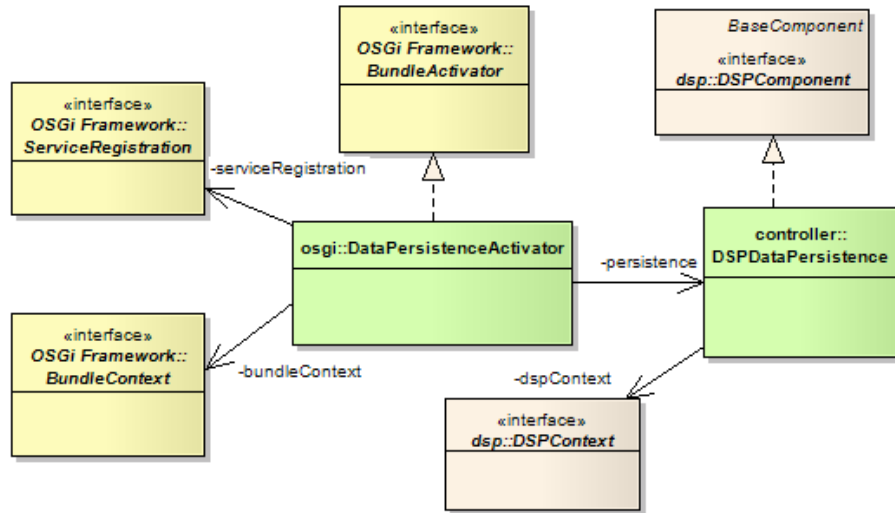 «interface»
OSGi Framework::
BundleActivator
BaseComponent
«interface»
dsp::DSPComponent
«interface»
OSGi Framework::
ServiceRegistration
-serviceRegistration
osgi::DataPersistenceActivator
-persistence
controller::
DSPDataPersistence
«interface»
OSGi Framework::
BundleContext
-bundleContext
-dspContext
«interface»
dsp::DSPContext